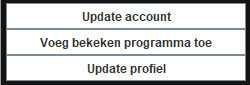 Update account
Voeg bekeken programma toe
Update profiel